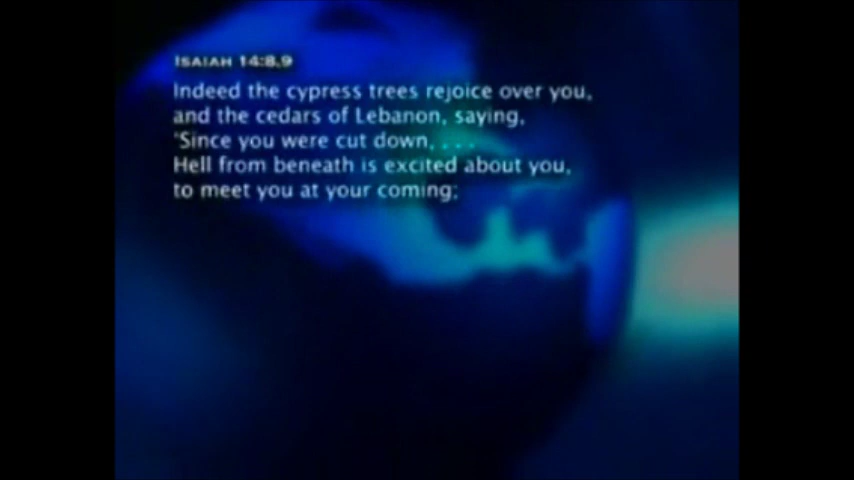 ISAIAH 14:8,9
Indeed the cypress trees rejoice over you,
and the cedars of Lebanon, saying,
‘Since you were cut down, . . .
Hell from beneath is excited about you,
to meet you at your coming;